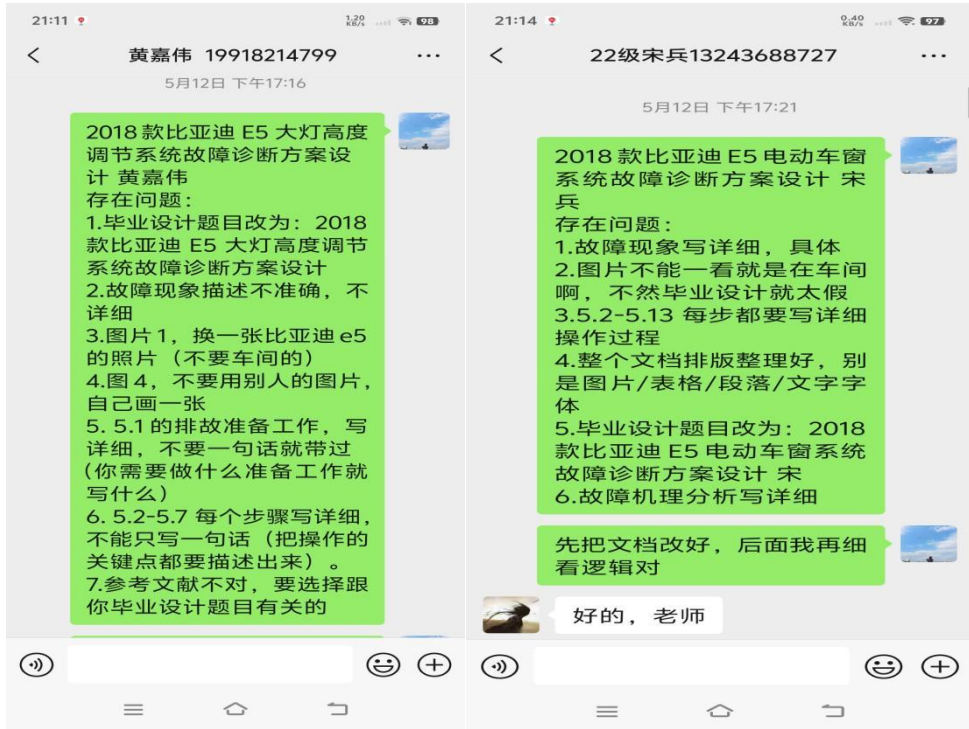 21:11
1.20
KB/s
98
黄嘉伟 19918214799
5月12日 下午17:16
2018款比亚迪 E5 大灯高度
调节系统故障诊断方案设
计 黄嘉伟
存在问题：
1.毕业设计题目改为：2018
款比亚迪 E5 大灯高度调节
系统故障诊断方案设计
2.故障现象描述不准确，不
详细
3.图片1，换一张比亚迪e5
的照片（不要车间的）
4.图4，不要用别人的图片，
自己画一张
5. 5.1的排故准备工作，写
详细，不要一句话就带过
（你需要做什么准备工作就
写什么）
6. 5.2-5.7 每个步骤写详细，
不能只写一句话（把操作的
关键点都要描述出来）。
7.参考文献不对，要选择跟
你毕业设计题目有关的
21:14
0.40
KB/s
97
22级宋兵13243688727
5月12日 下午17:21
2018款比亚迪E5电动车窗
系统故障诊断方案设计 宋
兵
存在问题：
1.故障现象写详细，具体
2.图片不能一看就是在车间
啊，不然毕业设计就太假
3.5.2-5.13 每步都要写详细
操作过程
4.整个文档排版整理好，别
是图片/表格/段落/文字字
体
5.毕业设计题目改为：2018
款比亚迪E5电动车窗系统
故障诊断方案设计 宋
6.故障机理分析写详细
先把文档改好，后面我再细
看逻辑对
好的，老师